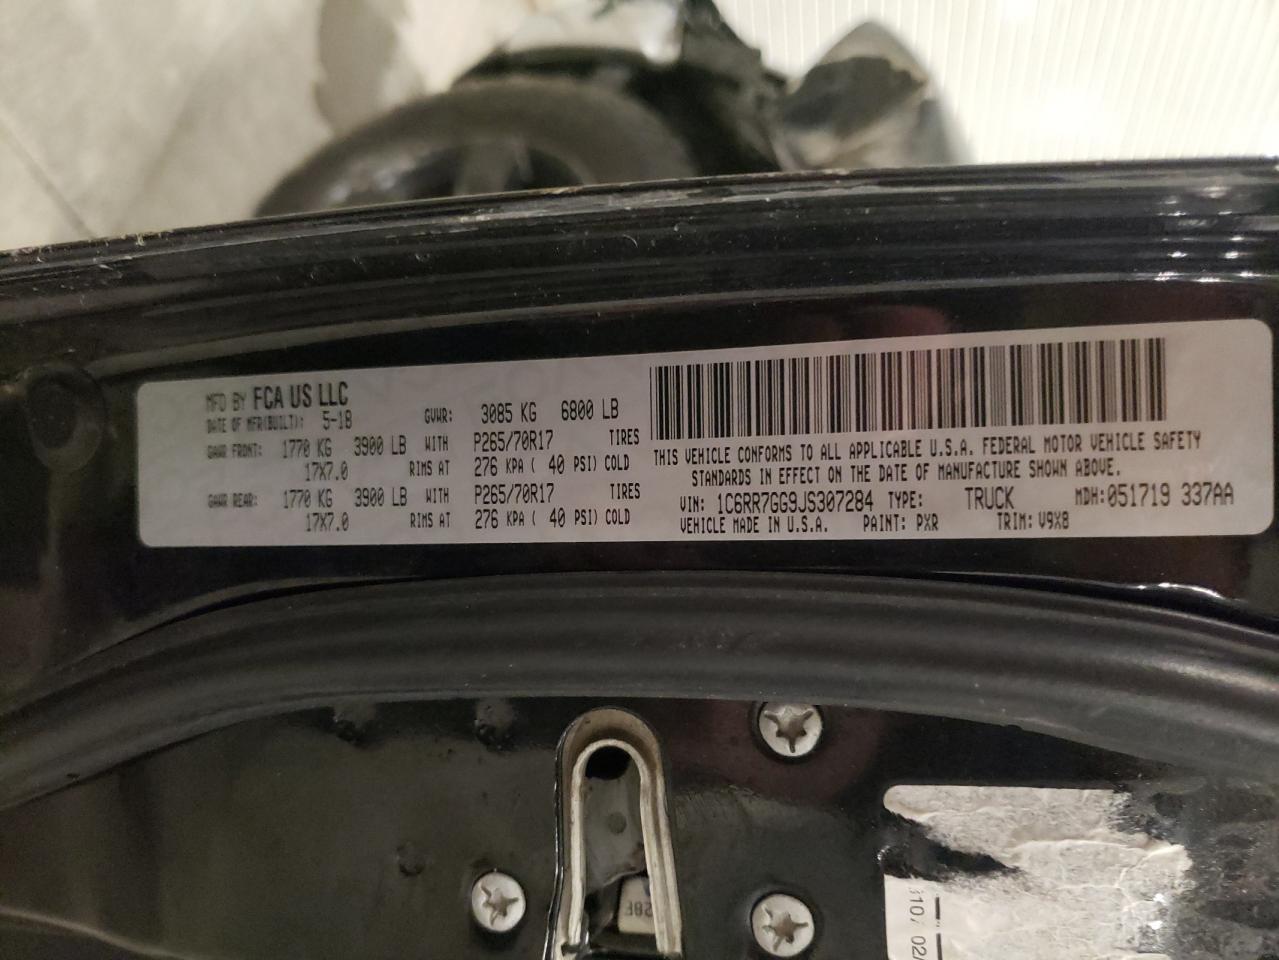 MFD BY FCA US LLC
DATE OF MFR(BUILT): 5-18 GVWR: 3085 KG 6800 LB
GAWR FRONT: 1770 KG 3900 LB WITH P265/70R17 TIRES
17X7.0 RIMS AT 276 KPA ( 40 PSI) COLD
GAWR REAR: 1770 KG 3900 LB WITH P265/70R17 TIRES
17X7.0 RIMS AT 276 KPA ( 40 PSI) COLD
THIS VEHICLE CONFORMS TO ALL APPLICABLE U.S.A. FEDERAL MOTOR VEHICLE SAFETY
STANDARDS IN EFFECT ON THE DATE OF MANUFACTURE SHOWN ABOVE.
VIN: 1C6RR7GG9JS307284 TYPE: TRUCK MDH: 051719 337AA
VEHICLE MADE IN U.S.A. PAINT: PXR TRIM: V9X8